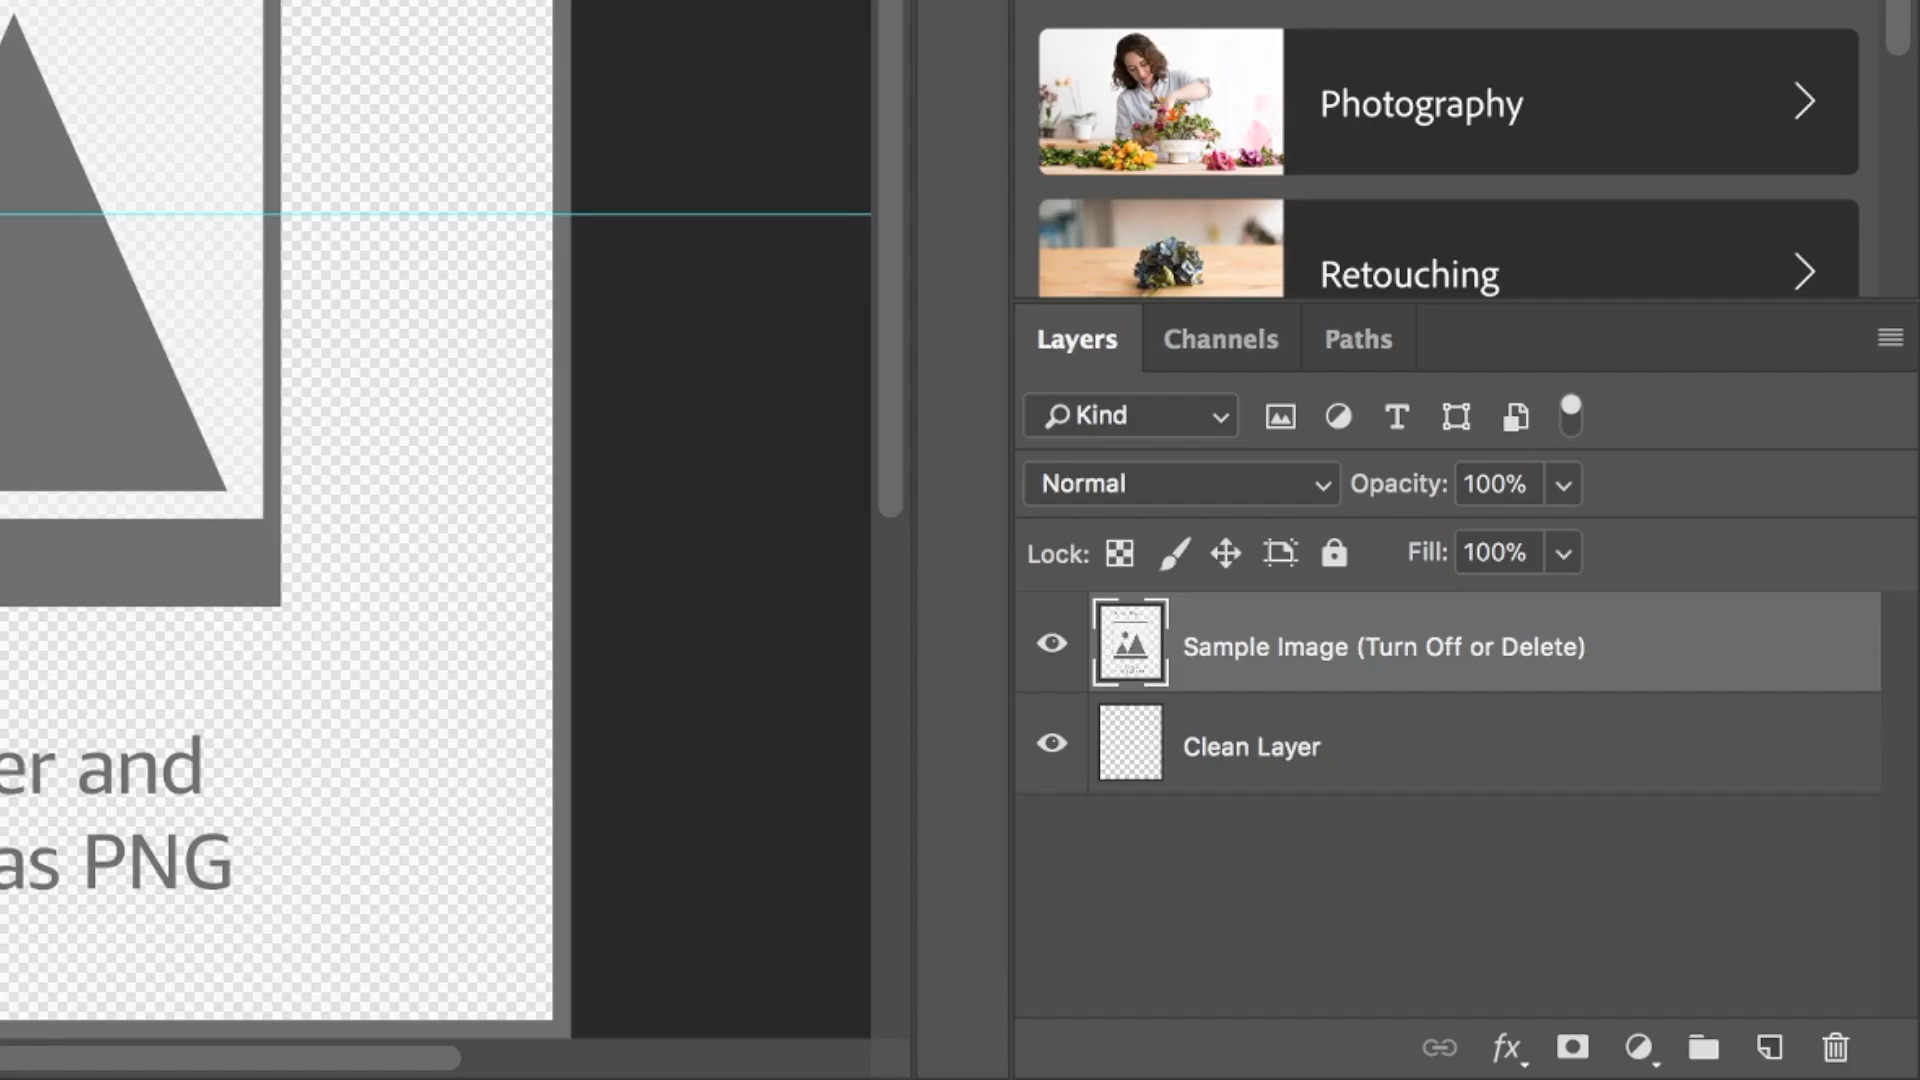 Photography
Retouching
Layers Channels Paths
Kind
Normal Opacity: 100%
Lock: Fill: 100%
Sample Image (Turn Off or Delete)
Clean Layer
er and
as PNG
fx